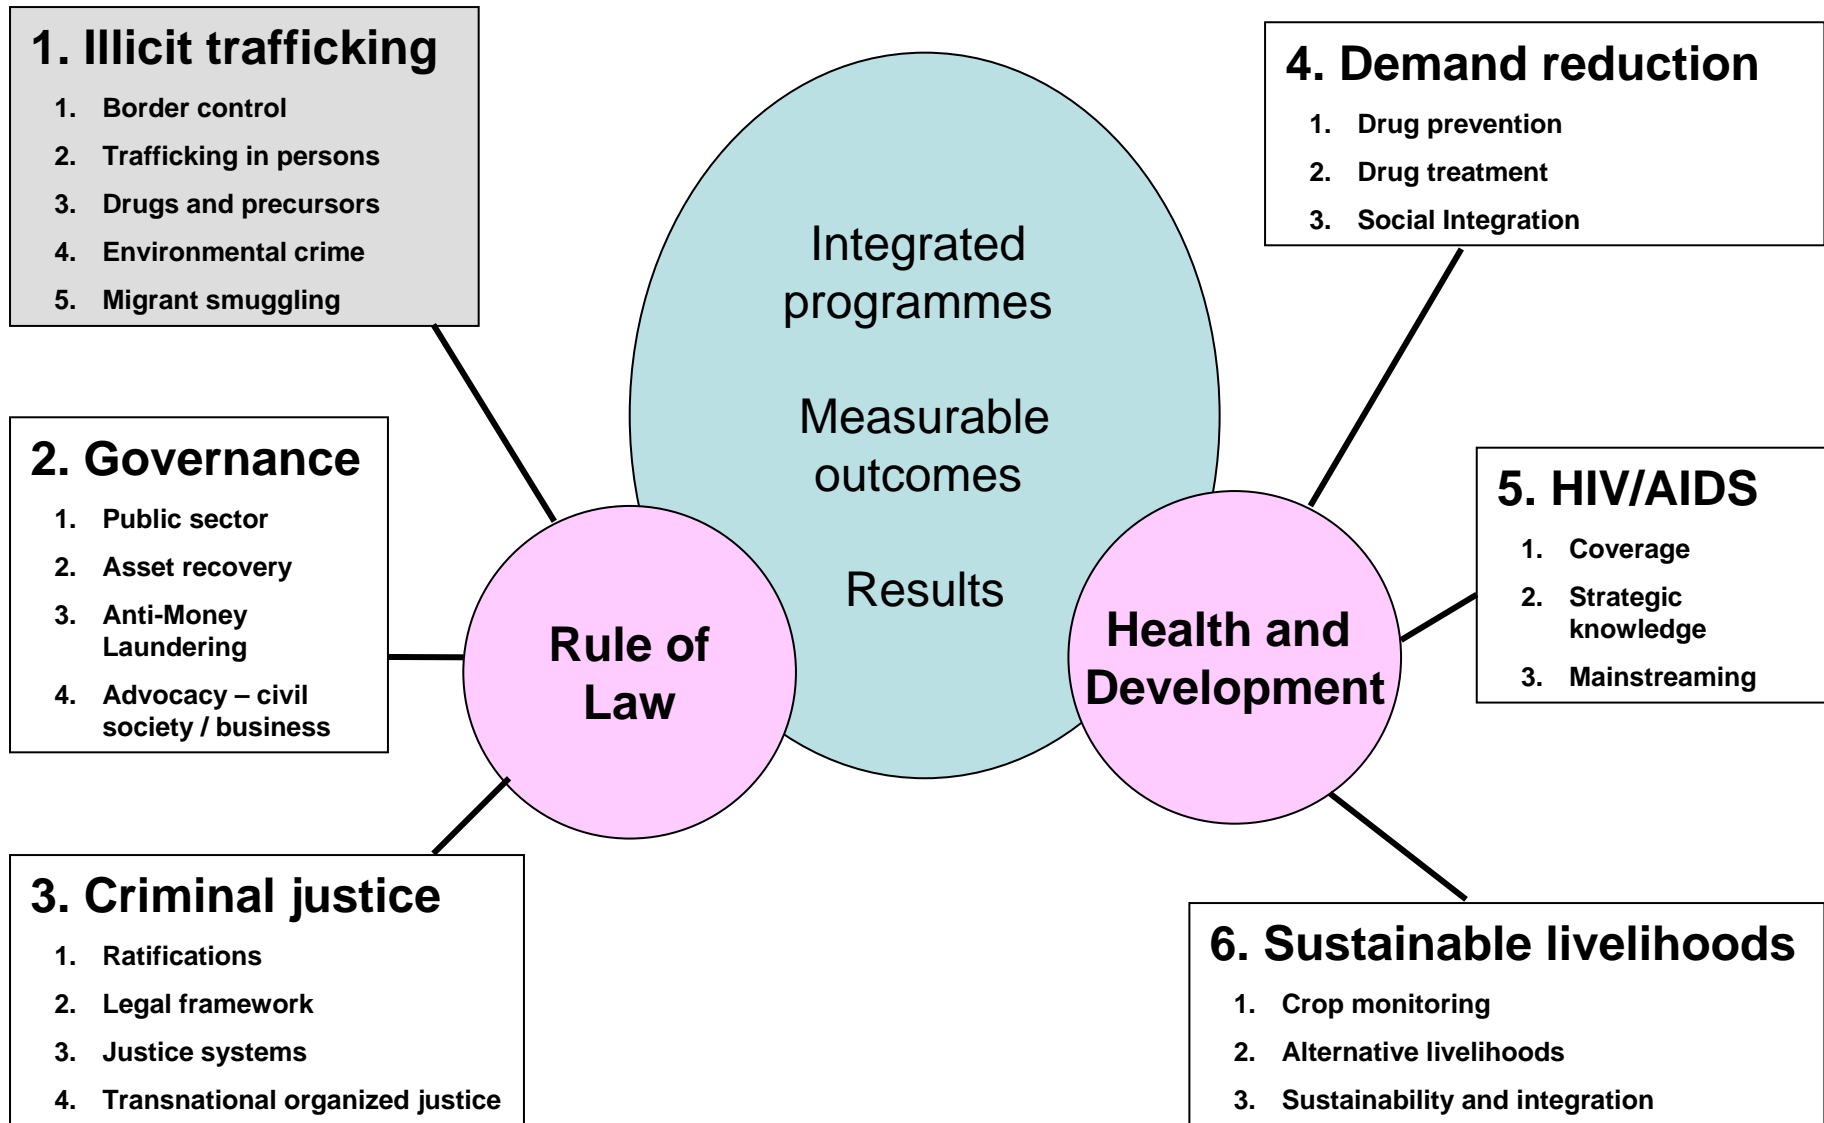 1. Illicit trafficking
1. Border control
2. Trafficking in persons
3. Drugs and precursors
4. Environmental crime
5. Migrant smuggling
2. Governance
1. Public sector
2. Asset recovery
3. Anti-Money
Laundering
4. Advocacy – civil
society / business
3. Criminal justice
1. Ratifications
2. Legal framework
3. Justice systems
4. Transnational organized justice
Rule of
Law
Integrated
programmes
Measurable
outcomes
Results
Health and
Development
4. Demand reduction
1. Drug prevention
2. Drug treatment
3. Social Integration
5. HIV/AIDS
1. Coverage
2. Strategic
knowledge
3. Mainstreaming
6. Sustainable livelihoods
1. Crop monitoring
2. Alternative livelihoods
3. Sustainability and integration